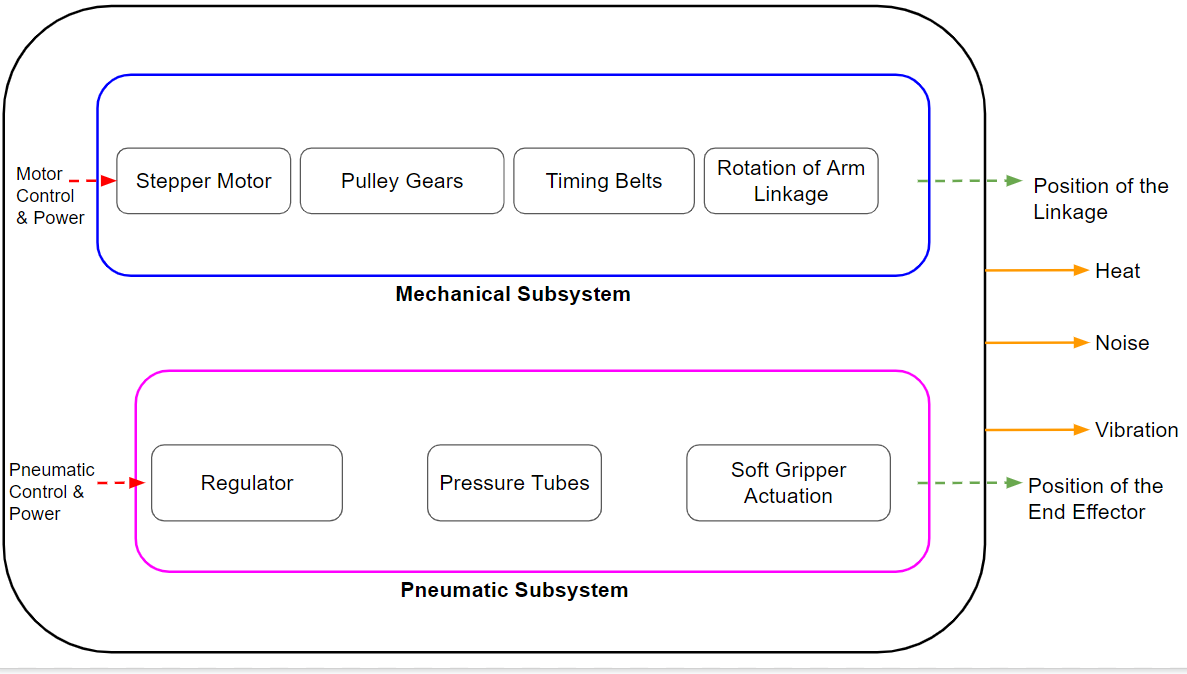 Motor
Control
& Power
Stepper Motor
Pulley Gears
Timing Belts
Rotation of Arm
Linkage
Position of the
Linkage
Heat
Mechanical Subsystem
Noise
Vibration
Pneumatic
Control &
Power
Regulator
Pressure Tubes
Soft Gripper
Actuation
Position of the
End Effector
Pneumatic Subsystem